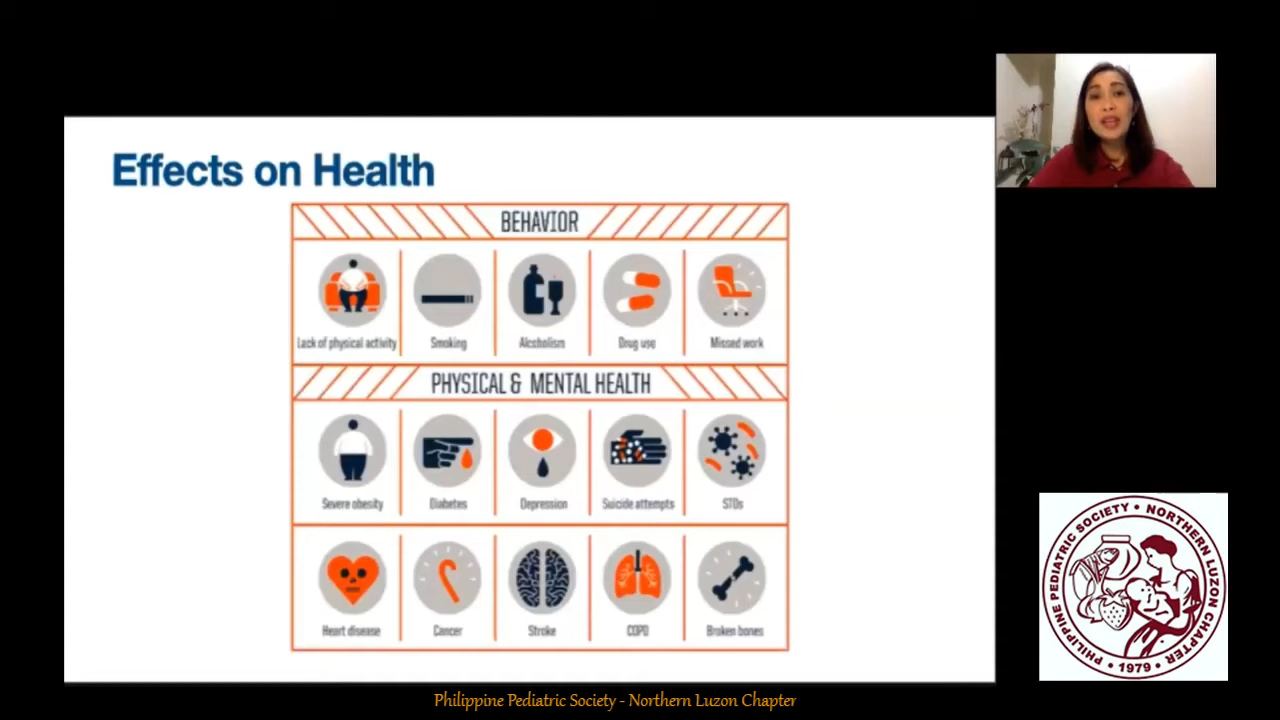 Effects on Health
BEHAVIOR
Lack of physical activity
Smoking
Alcoholism
Drug use
Missed work
PHYSICAL & MENTAL HEALTH
Severe obesity
Diabetes
Depression
Suicide attempts
STDs
Heart disease
Cancer
Stroke
COPD
Broken bones
PHILIPPINE PEDIATRIC SOCIETY • NORTHERN LUZON CHAPTER
• 1979 •
Philippine Pediatric Society - Northern Luzon Chapter